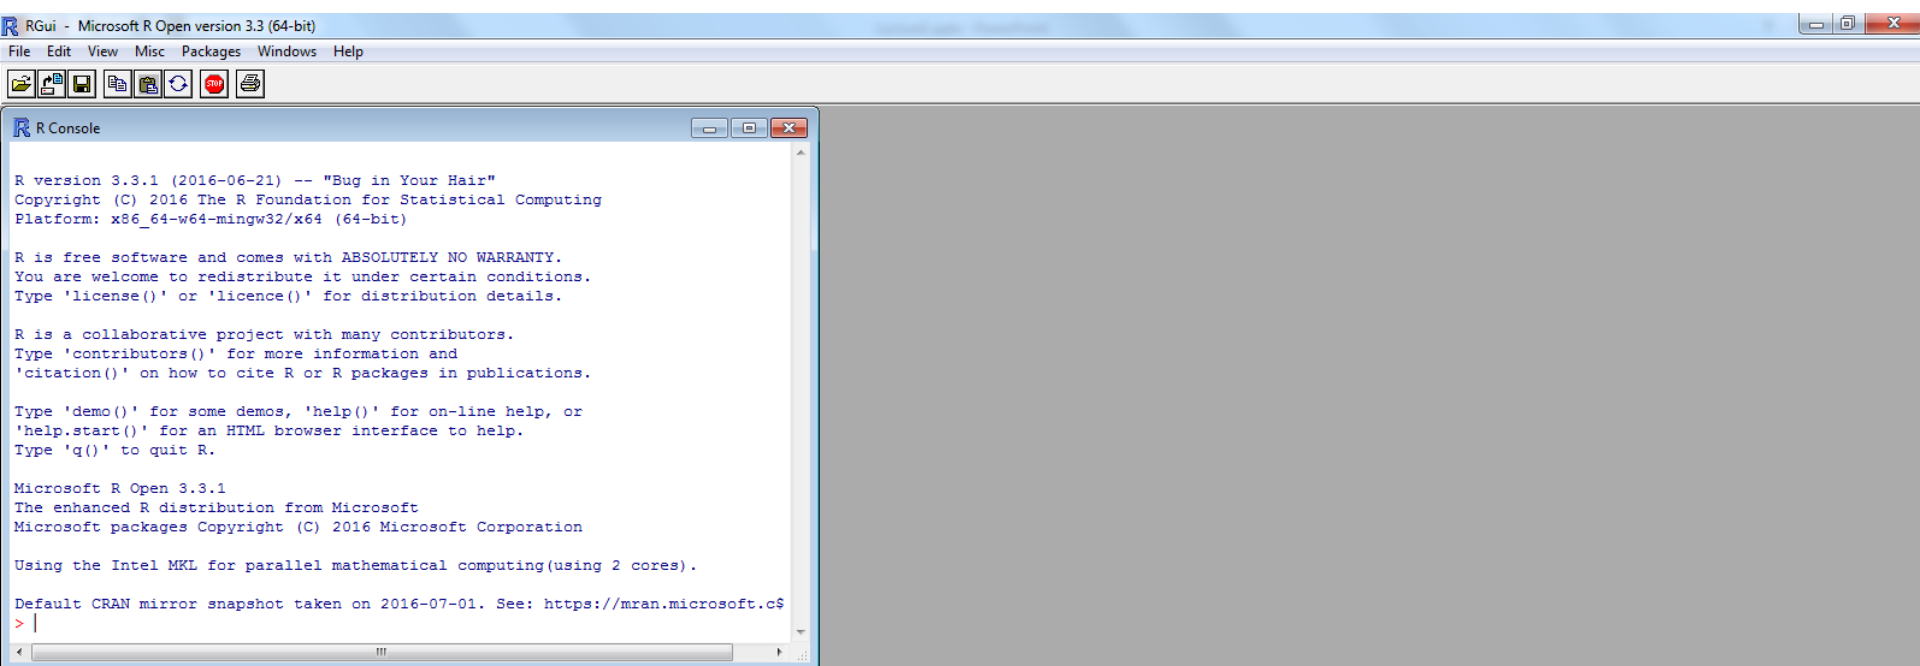 RGui - Microsoft R Open version 3.3 (64-bit)
File Edit View Misc Packages Windows Help
STOP
R Console
R version 3.3.1 (2016-06-21) -- "Bug in Your Hair"
Copyright (C) 2016 The R Foundation for Statistical Computing
Platform: x86_64-w64-mingw32/x64 (64-bit)
R is free software and comes with ABSOLUTELY NO WARRANTY.
You are welcome to redistribute it under certain conditions.
Type 'license()' or 'licence()' for distribution details.
R is a collaborative project with many contributors.
Type 'contributors()' for more information and
'citation()' on how to cite R or R packages in publications.
Type 'demo()' for some demos, 'help()' for on-line help, or
'help.start()' for an HTML browser interface to help.
Type 'q()' to quit R.
Microsoft R Open 3.3.1
The enhanced R distribution from Microsoft
Microsoft packages Copyright (C) 2016 Microsoft Corporation
Using the Intel MKL for parallel mathematical computing(using 2 cores).
Default CRAN mirror snapshot taken on 2016-07-01. See: https://mran.microsoft.c$
>